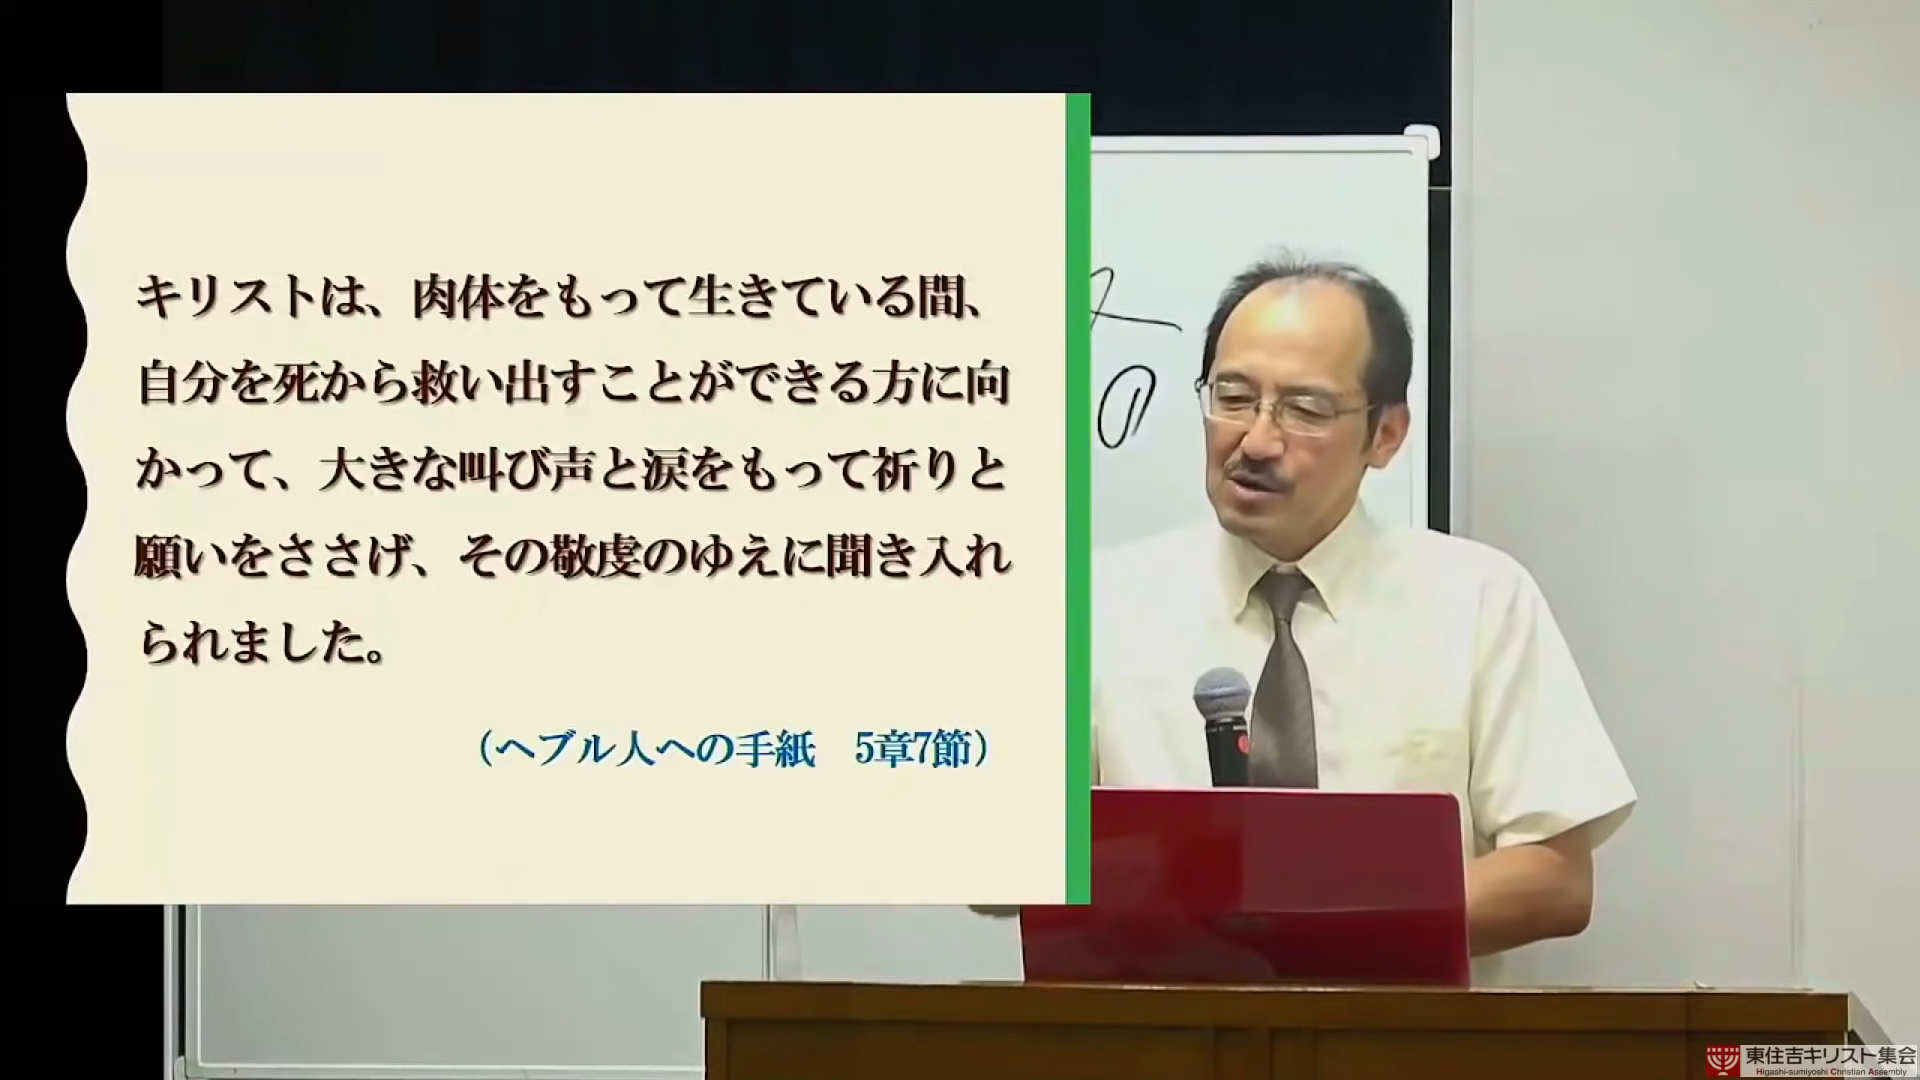 キリストは、肉体をもって生きている間、
自分を死から救い出すことができる方に向
かって、大きな叫び声と涙をもって祈りと
願いをささげ、その敬虔のゆえに聞き入れ
られました。
（ヘブル人への手紙　5章7節）
東住吉キリスト集会
Higashi-sumiyoshi Christian Assembly